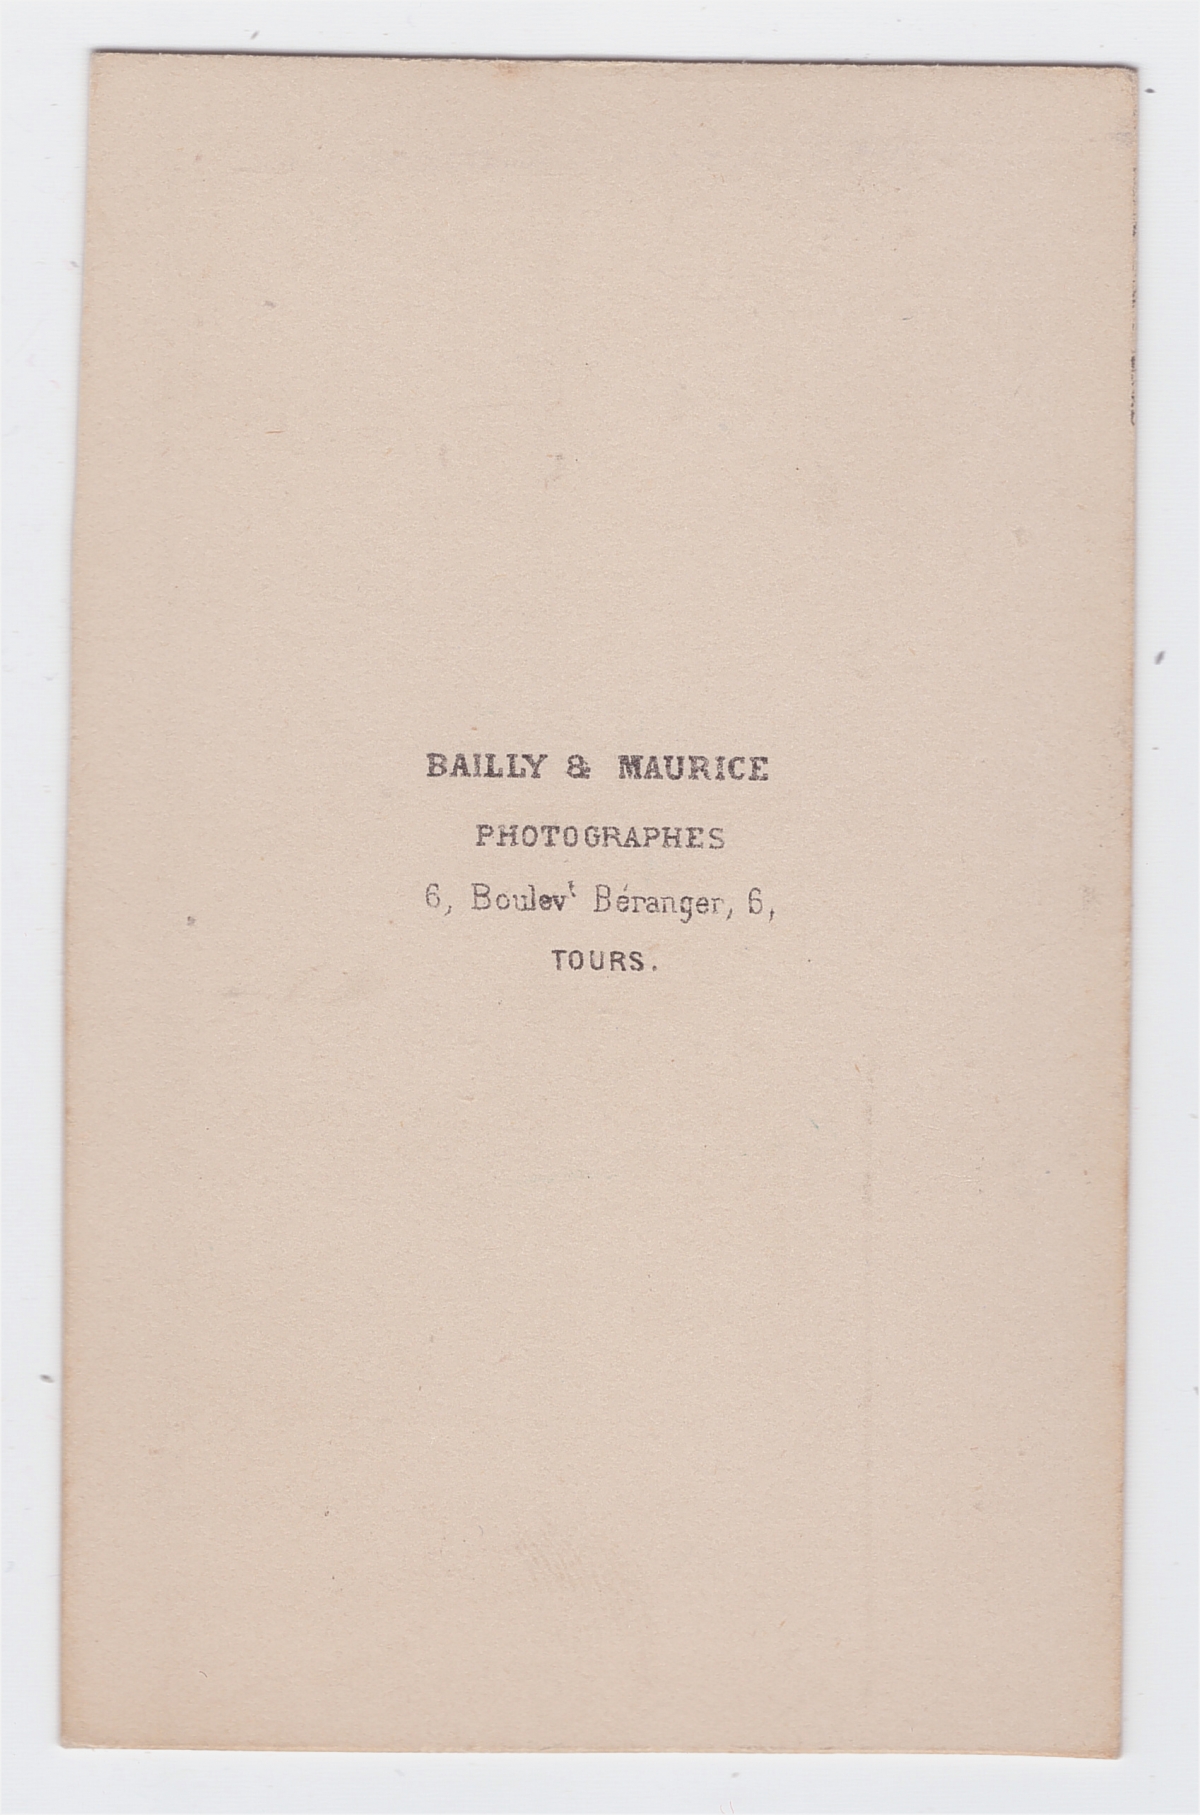 BAILLY & MAURICE
PHOTOGRAPHES
6, Boulevᵗ Béranger, 6,
TOURS.